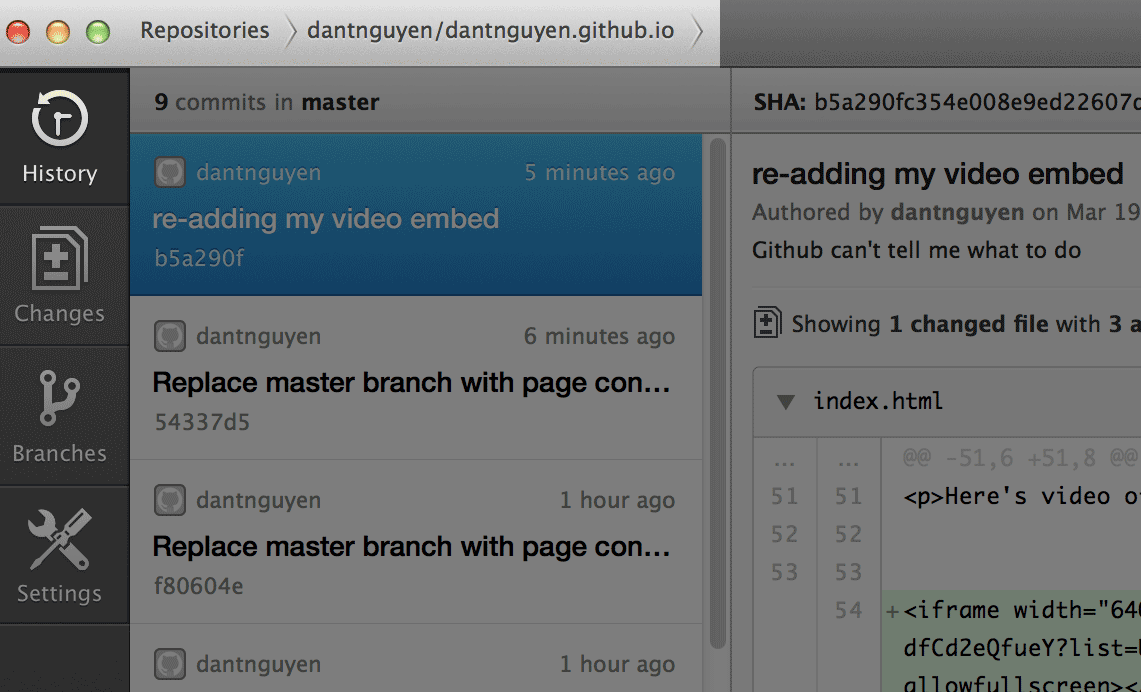 Repositories
dantnguyen/dantnguyen.github.io
History
Changes
Branches
Settings
9 commits in master
dantnguyen 5 minutes ago
re-adding my video embed
b5a290f
dantnguyen 6 minutes ago
Replace master branch with page con...
54337d5
dantnguyen 1 hour ago
Replace master branch with page con...
f80604e
dantnguyen 1 hour ago
SHA: b5a290fc354e008e9ed22607
re-adding my video embed
Authored by dantnguyen on Mar 19
Github can't tell me what to do
Showing 1 changed file with 3 a
index.html
... ... @@ -51,6 +51,8 @@
51 51 <p>Here's video o
52 52
53 53
54 +<iframe width="640
dfCd2eQfueY?list=
allowfullscreen><